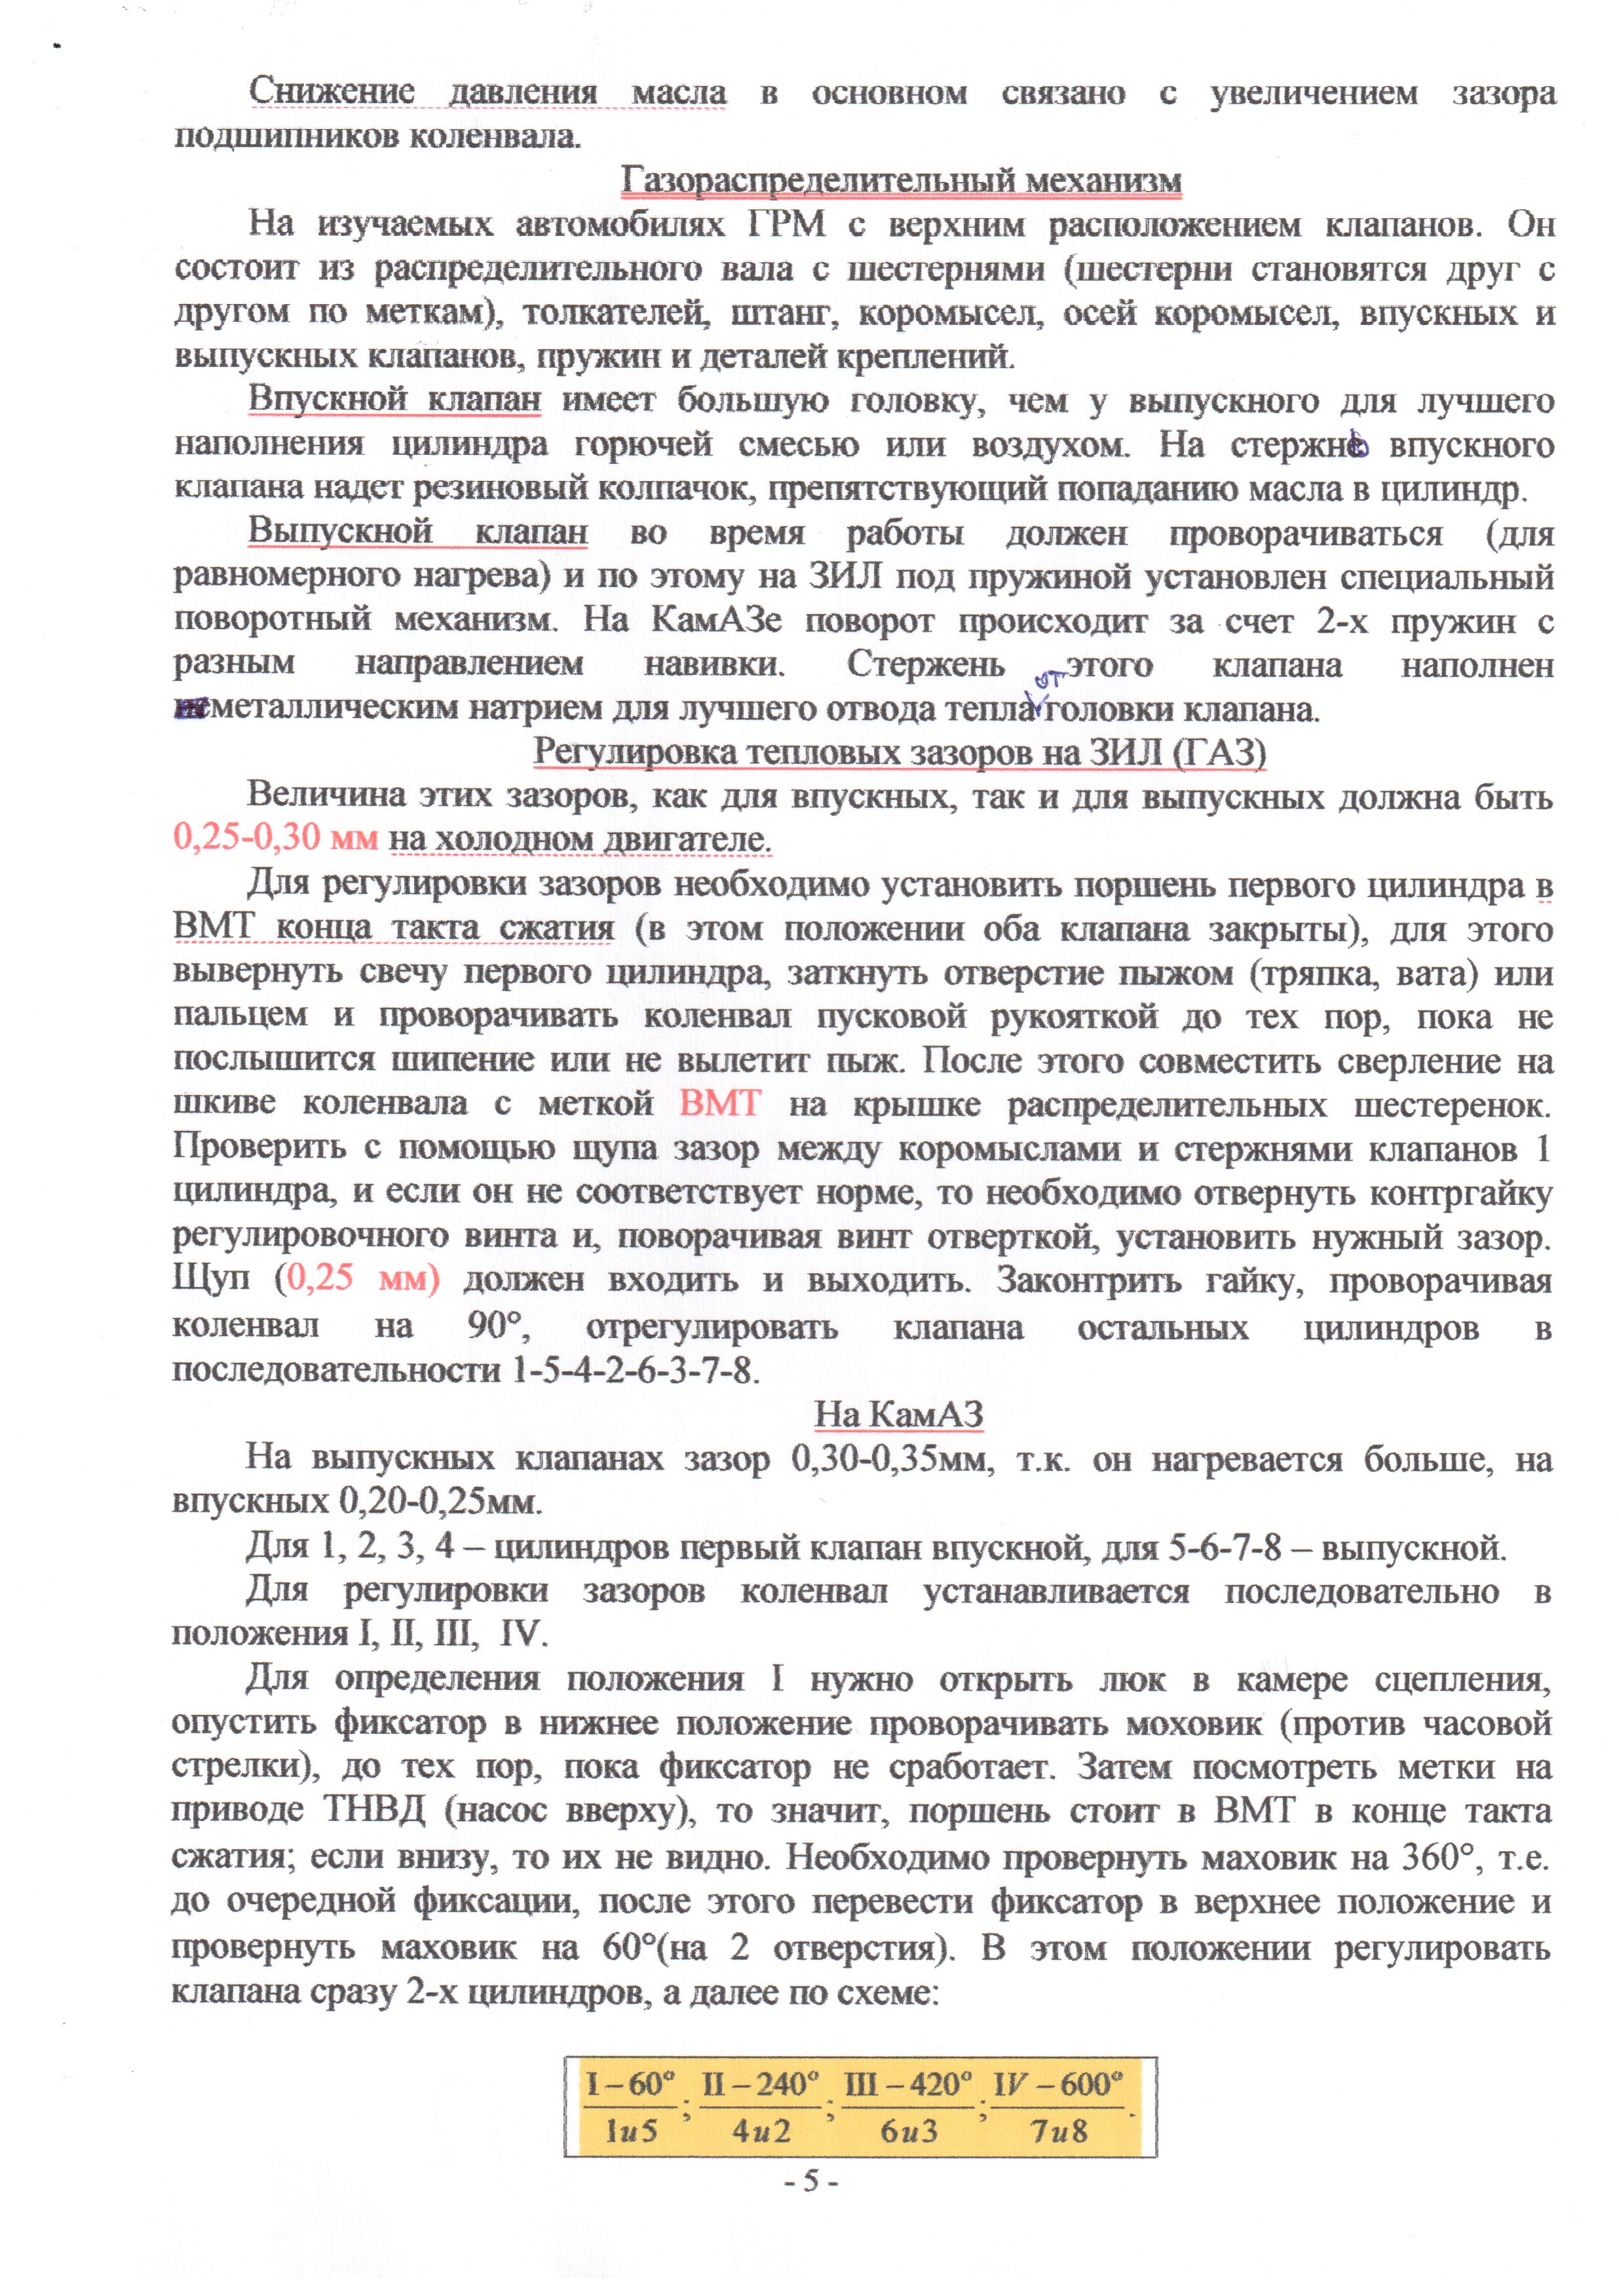 Снижение давления масла в основном связано с увеличением зазора
подшипников коленвала.
Газораспределительный механизм
На изучаемых автомобилях ГРМ с верхним расположением клапанов. Он
состоит из распределительного вала с шестернями (шестерни становятся друг с
другом по меткам), толкателей, штанг, коромысел, осей коромысел, впускных и
выпускных клапанов, пружин и деталей креплений.
Впускной клапан имеет большую головку, чем у выпускного для лучшего
наполнения цилиндра горючей смесью или воздухом. На стержнь впускного
клапана надет резиновый колпачок, препятствующий попаданию масла в цилиндр.
Выпускной клапан во время работы должен проворачиваться (для
равномерного нагрева) и по этому на ЗИЛ под пружиной установлен специальный
поворотный механизм. На КамАЗе поворот происходит за счет 2-х пружин с
разным направлением навивки. Стержень этого клапана наполнен
металлическим натрием для лучшего отвода тепла от головки клапана.
Регулировка тепловых зазоров на ЗИЛ (ГАЗ)
Величина этих зазоров, как для впускных, так и для выпускных должна быть
0,25-0,30 мм на холодном двигателе.
Для регулировки зазоров необходимо установить поршень первого цилиндра в
ВМТ конца такта сжатия (в этом положении оба клапана закрыты), для этого
вывернуть свечу первого цилиндра, заткнуть отверстие пыжом (тряпка, вата) или
пальцем и проворачивать коленвал пусковой рукояткой до тех пор, пока не
послышится шипение или не вылетит пыж. После этого совместить сверление на
шкиве коленвала с меткой ВМТ на крышке распределительных шестеренок.
Проверить с помощью щупа зазор между коромыслами и стержнями клапанов 1
цилиндра, и если он не соответствует норме, то необходимо отвернуть контргайку
регулировочного винта и, поворачивая винт отверткой, установить нужный зазор.
Щуп (0,25 мм) должен входить и выходить. Законтрить гайку, проворачивая
коленвал на 90°, отрегулировать клапана остальных цилиндров в
последовательности 1-5-4-2-6-3-7-8.
На КамАЗ
На выпускных клапанах зазор 0,30-0,35мм, т.к. он нагревается больше, на
впускных 0,20-0,25мм.
Для 1, 2, 3, 4 – цилиндров первый клапан впускной, для 5-6-7-8 – выпускной.
Для регулировки зазоров коленвал устанавливается последовательно в
положения I, II, III, IV.
Для определения положения I нужно открыть люк в камере сцепления,
опустить фиксатор в нижнее положение проворачивать моховик (против часовой
стрелки), до тех пор, пока фиксатор не сработает. Затем посмотреть метки на
приводе ТНВД (насос вверху), то значит, поршень стоит в ВМТ в конце такта
сжатия; если внизу, то их не видно. Необходимо провернуть маховик на 360°, т.е.
до очередной фиксации, после этого перевести фиксатор в верхнее положение и
провернуть маховик на 60°(на 2 отверстия). В этом положении регулировать
клапана сразу 2-х цилиндров, а далее по схеме:
I – 60° ; II – 240° ; III – 420° ; IV – 600° .
1и5 4и2 6и3 7и8
- 5 -